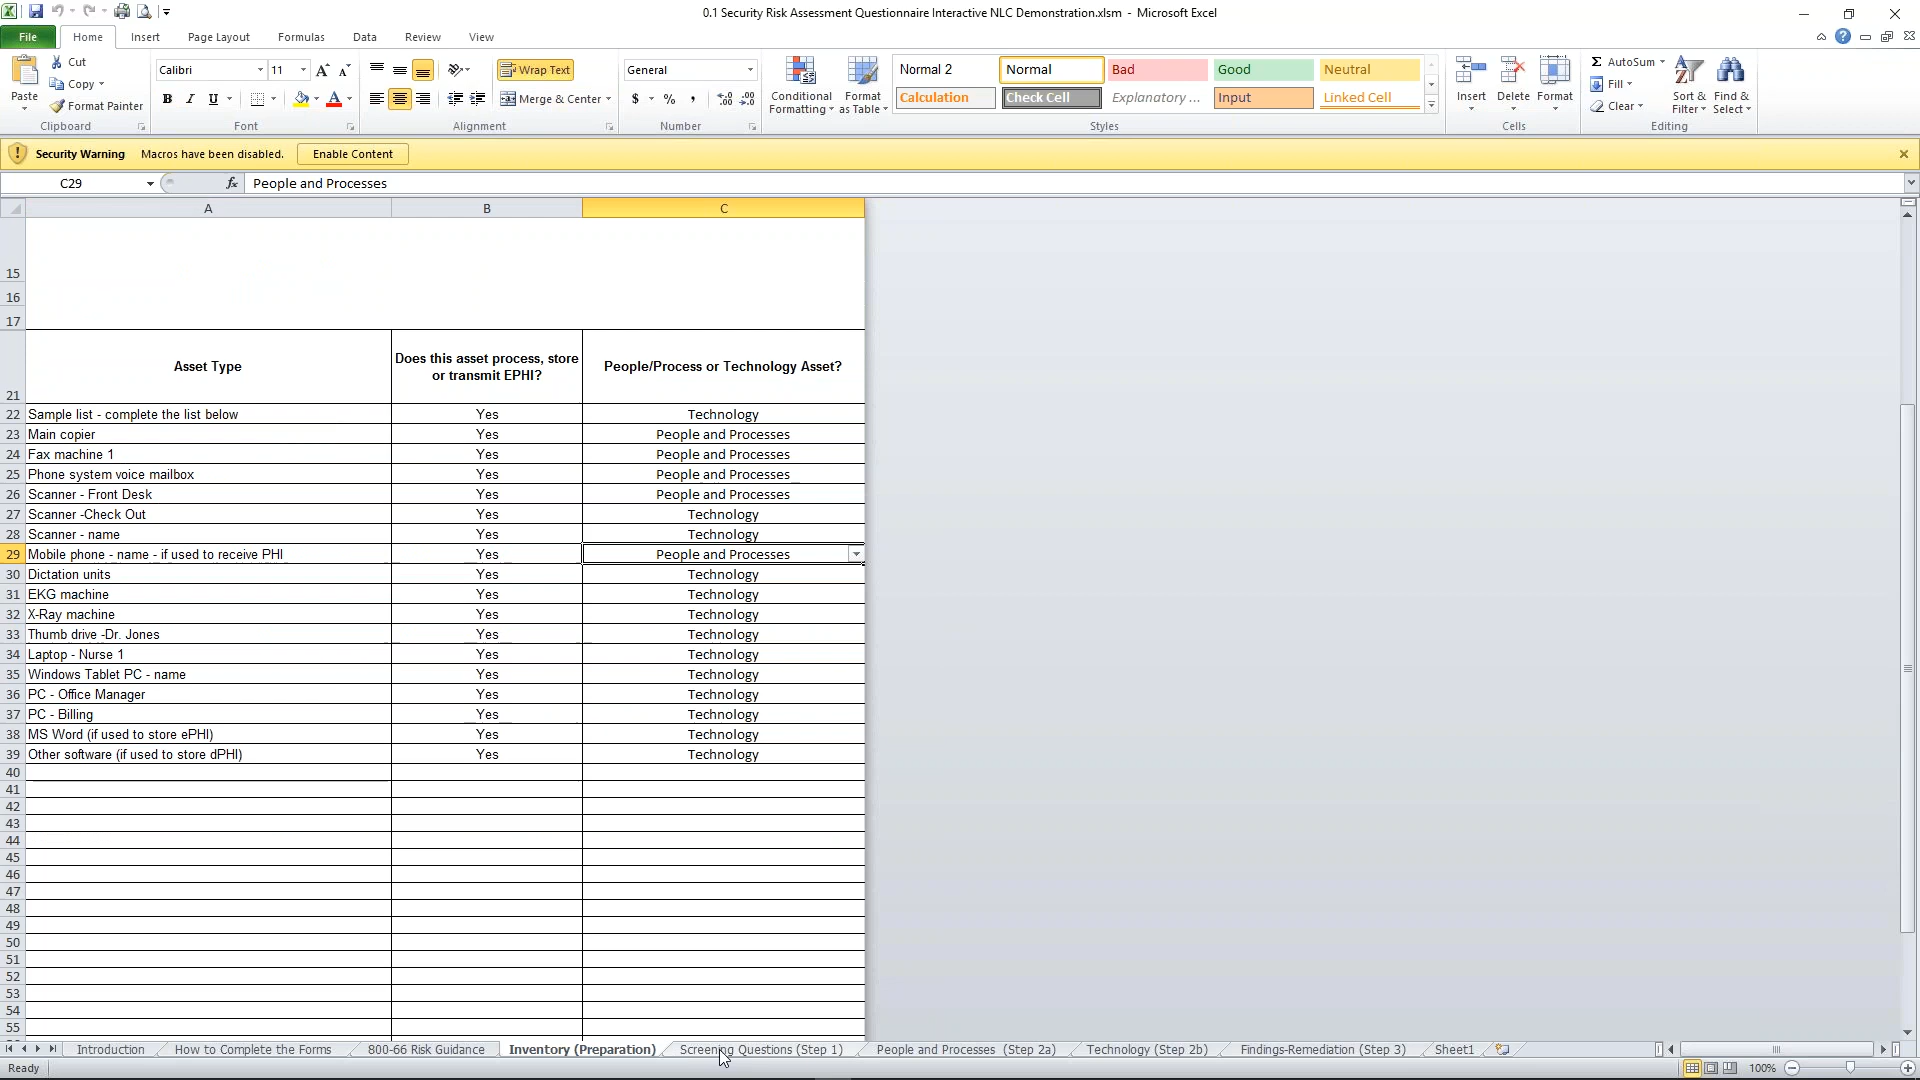 0.1 Security Risk Assessment Questionnaire Interactive NLC Demonstration.xlsm - Microsoft Excel
File Home Insert Page Layout Formulas Data Review View
Paste
Cut
Copy
Format Painter
Clipboard
Calibri 11
B I U
Font
Wrap Text
Merge & Center
Alignment
General
$ % ,
Number
Conditional Formatting
Format as Table
Normal 2 Normal Bad Good Neutral
Calculation Check Cell Explanatory ... Input Linked Cell
Styles
Insert Delete Format
Cells
Σ AutoSum
Fill
Clear
Sort & Filter
Find & Select
Editing
Security Warning Macros have been disabled. Enable Content
C29 fx People and Processes
A B C
15
16
17
21 Asset Type Does this asset process, store or transmit EPHI? People/Process or Technology Asset?
22 Sample list - complete the list below Yes Technology
23 Main copier Yes People and Processes
24 Fax machine 1 Yes People and Processes
25 Phone system voice mailbox Yes People and Processes
26 Scanner - Front Desk Yes People and Processes
27 Scanner -Check Out Yes Technology
28 Scanner - name Yes Technology
29 Mobile phone - name - if used to receive PHI Yes People and Processes
30 Dictation units Yes Technology
31 EKG machine Yes Technology
32 X-Ray machine Yes Technology
33 Thumb drive -Dr. Jones Yes Technology
34 Laptop - Nurse 1 Yes Technology
35 Windows Tablet PC - name Yes Technology
36 PC - Office Manager Yes Technology
37 PC - Billing Yes Technology
38 MS Word (if used to store ePHI) Yes Technology
39 Other software (if used to store dPHI) Yes Technology
40
41
42
43
44
45
46
47
48
49
50
51
52
53
54
55
Introduction How to Complete the Forms 800-66 Risk Guidance Inventory (Preparation) Screening Questions (Step 1) People and Processes (Step 2a) Technology (Step 2b) Findings-Remediation (Step 3) Sheet1
Ready 100%